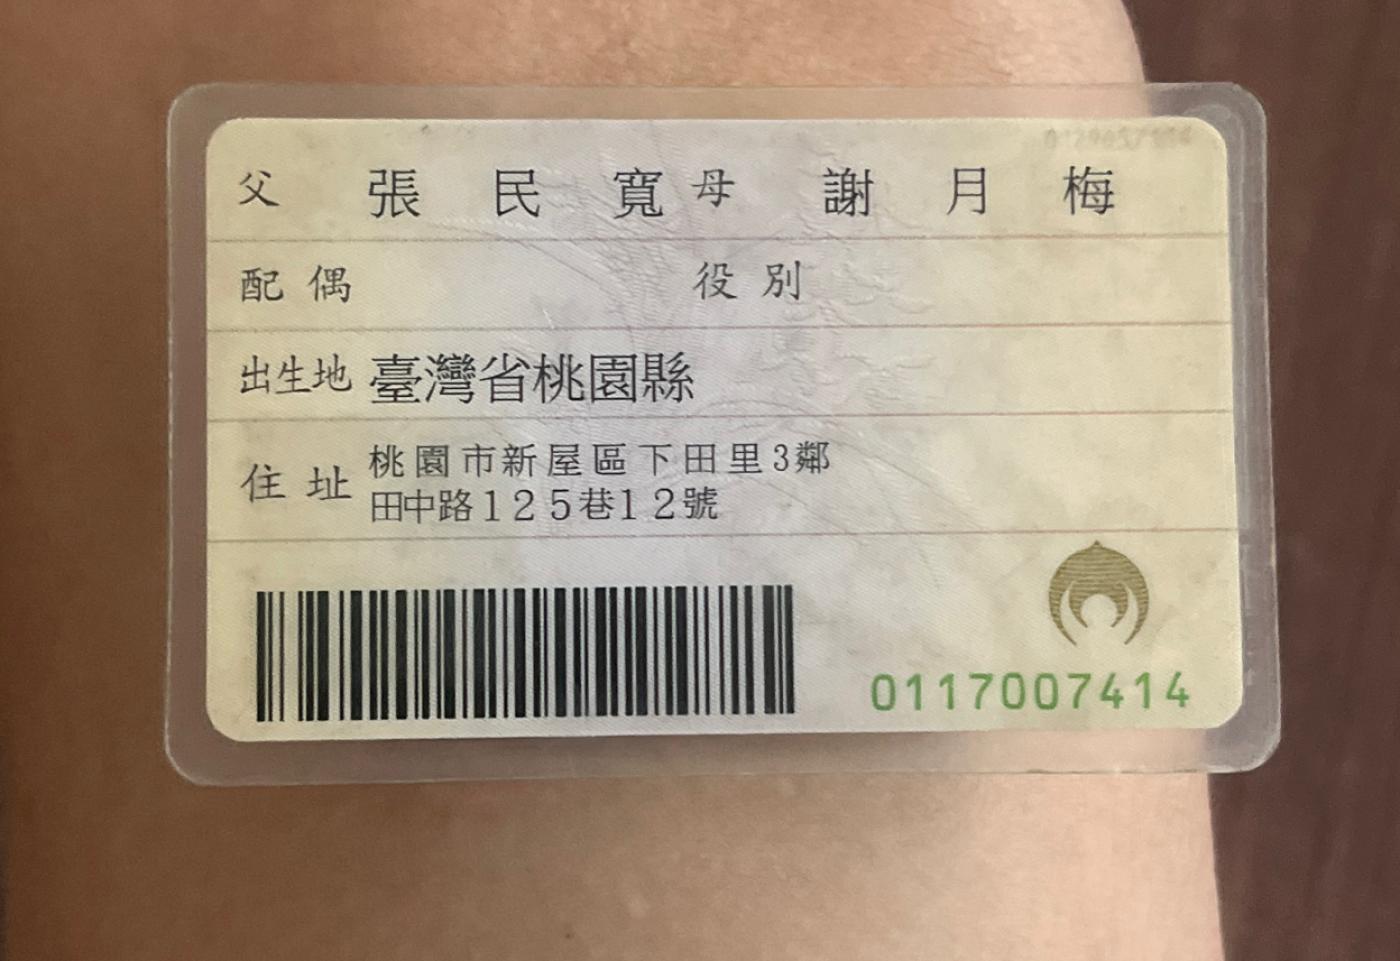 父 張民寬 母 謝月梅
配偶 役別
出生地 臺灣省桃園縣
住址 桃園市新屋區下田里3鄰
田中路125巷12號
0117007414